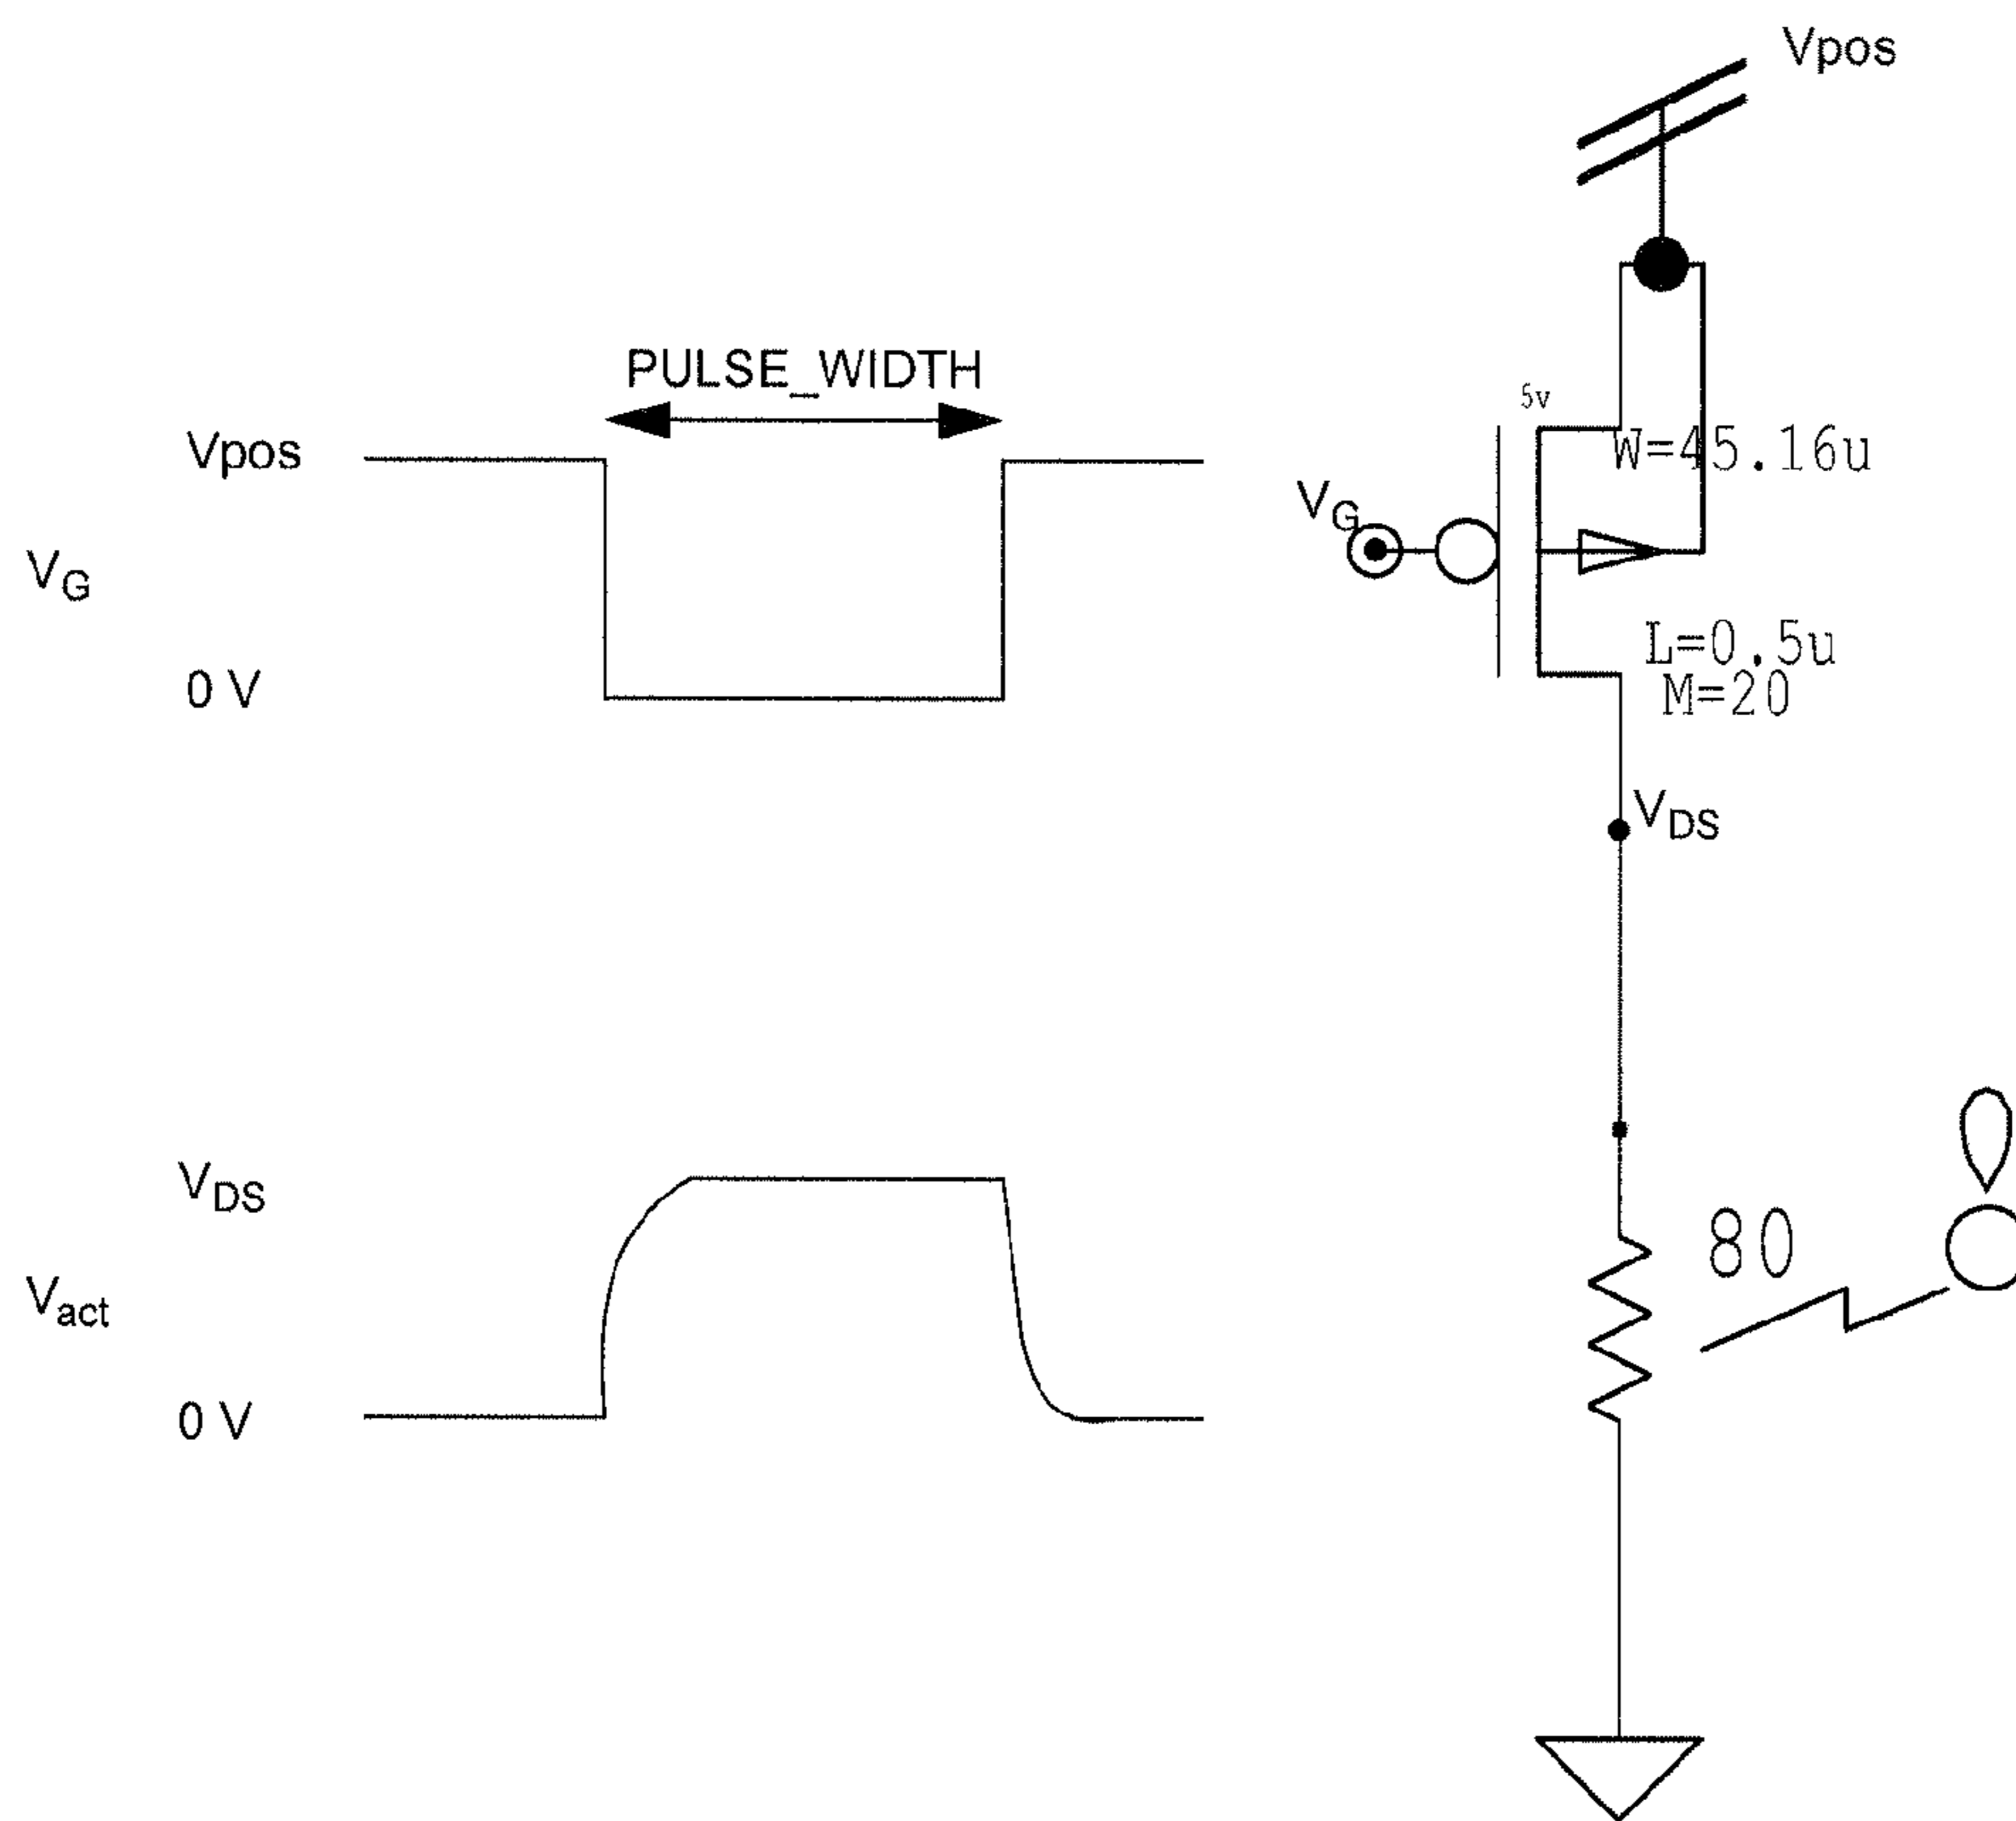 Vpos
PULSE_WIDTH
Vpos
5v
W=45.16u
VG
VG
L=0.5u
0 V
M=20
VDS
VDS
80
Vact
0 V